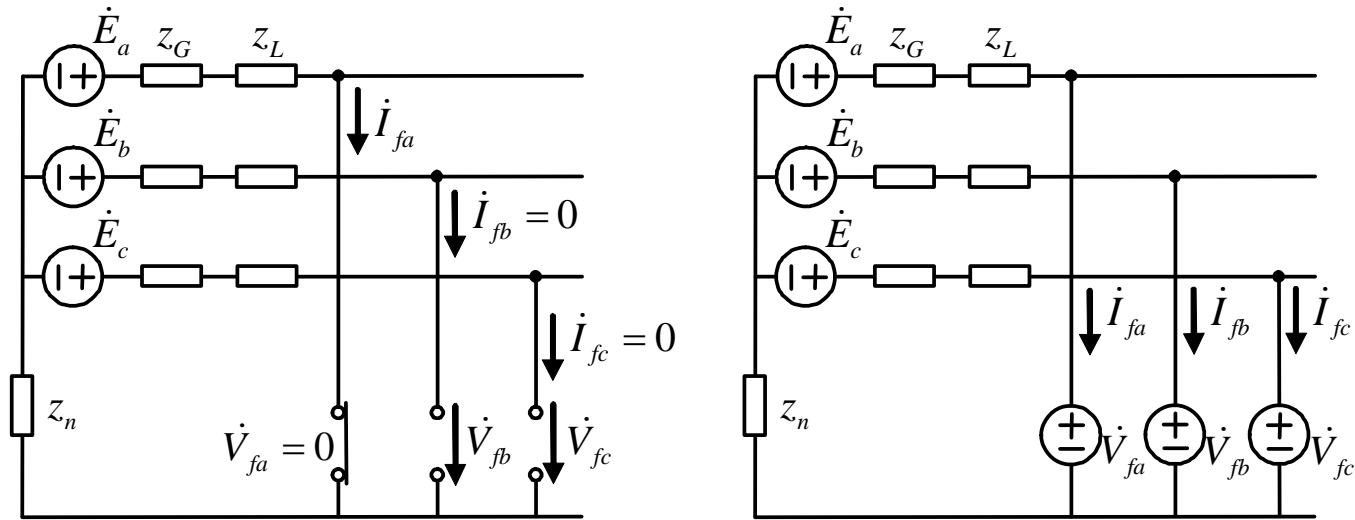 Ė_a z_G z_L
İ_fa
Ė_b
İ_fb = 0
Ė_c
İ_fc = 0
z_n
V̇_fa = 0
V̇_fb
V̇_fc
Ė_a z_G z_L
Ė_b
Ė_c
İ_fa İ_fb İ_fc
z_n
V̇_fa V̇_fb V̇_fc